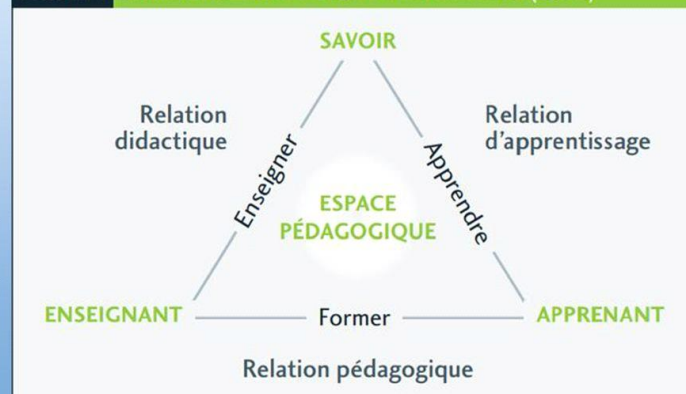 SAVOIR
Relation
didactique
Relation
d'apprentissage
Enseigner
Apprendre
ESPACE
PÉDAGOGIQUE
ENSEIGNANT
Former
APPRENANT
Relation pédagogique